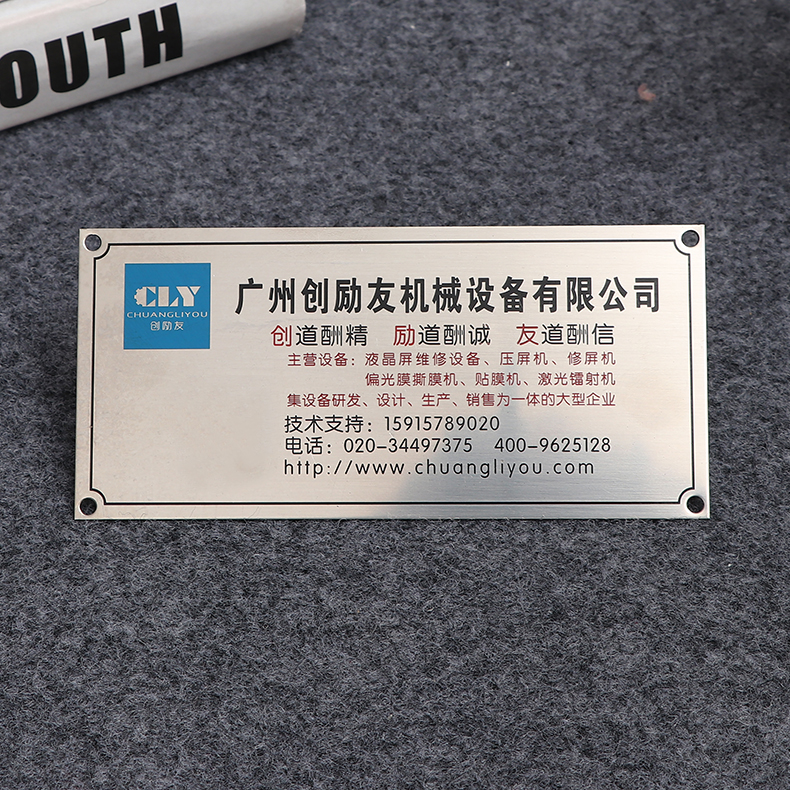 OUTH
CLY
CHUANGLIYOU
创励友
广州创励友机械设备有限公司
创道酬精 励道酬诚 友道酬信
主营设备：液晶屏维修设备、压屏机、修屏机
偏光膜撕膜机、贴膜机、激光镭射机
集设备研发、设计、生产、销售为一体的大型企业
技术支持：15915789020
电话：020-34497375 400-9625128
http://www.chuangliyou.com